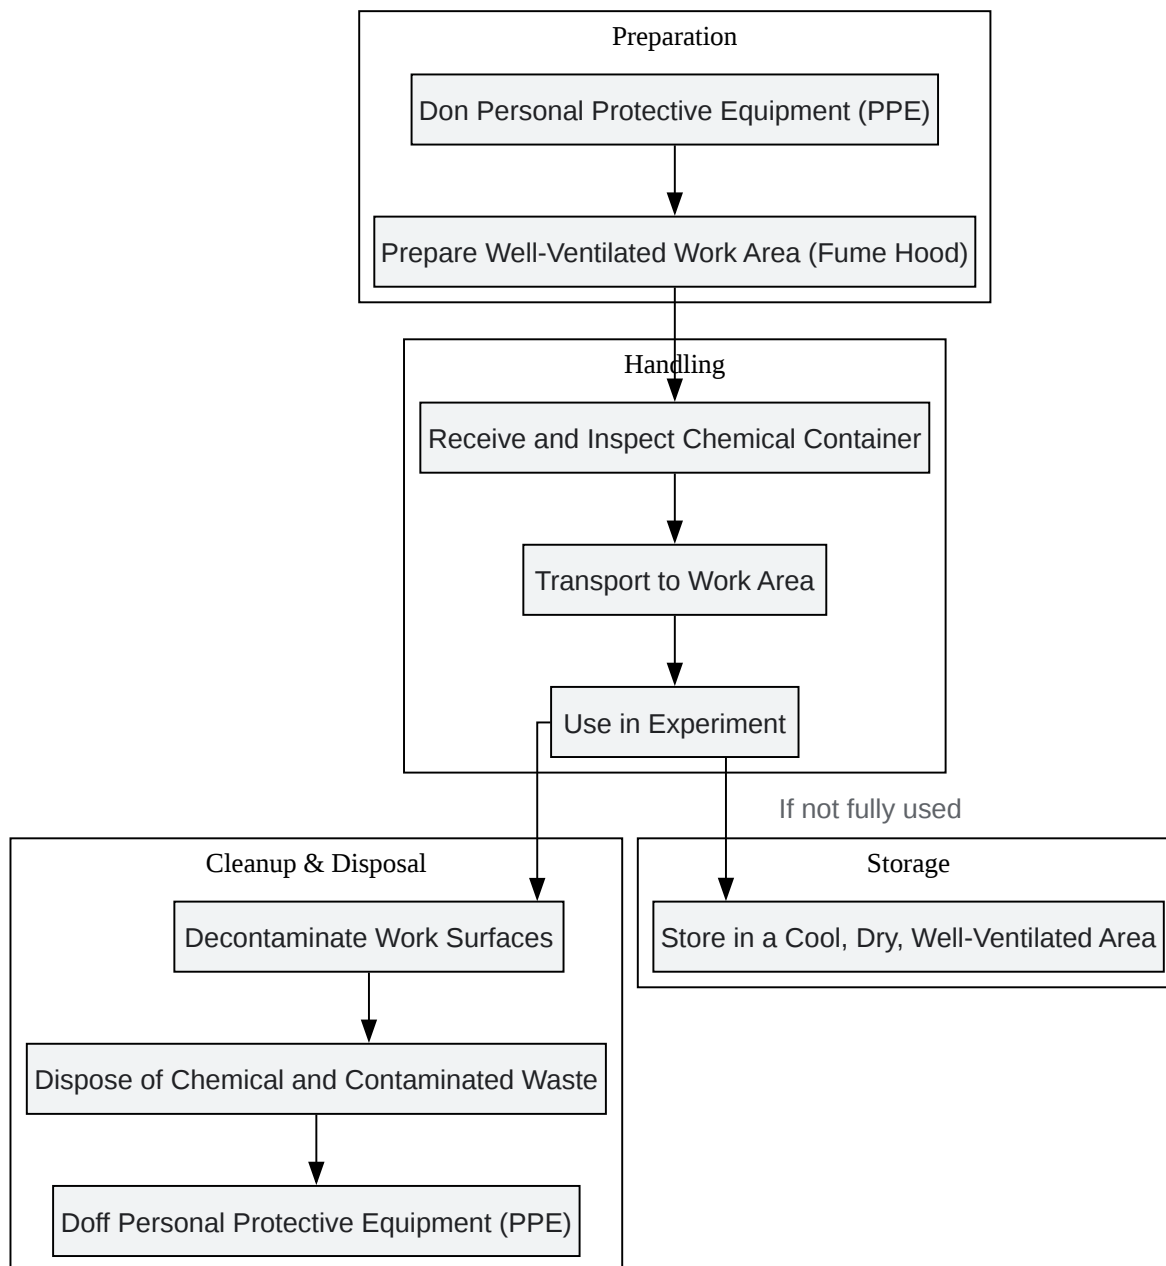 Preparation
Don Personal Protective Equipment (PPE)
Prepare Well-Ventilated Work Area (Fume Hood)
Handling
Receive and Inspect Chemical Container
Transport to Work Area
Use in Experiment
If not fully used
Cleanup & Disposal
Decontaminate Work Surfaces
Dispose of Chemical and Contaminated Waste
Doff Personal Protective Equipment (PPE)
Storage
Store in a Cool, Dry, Well-Ventilated Area